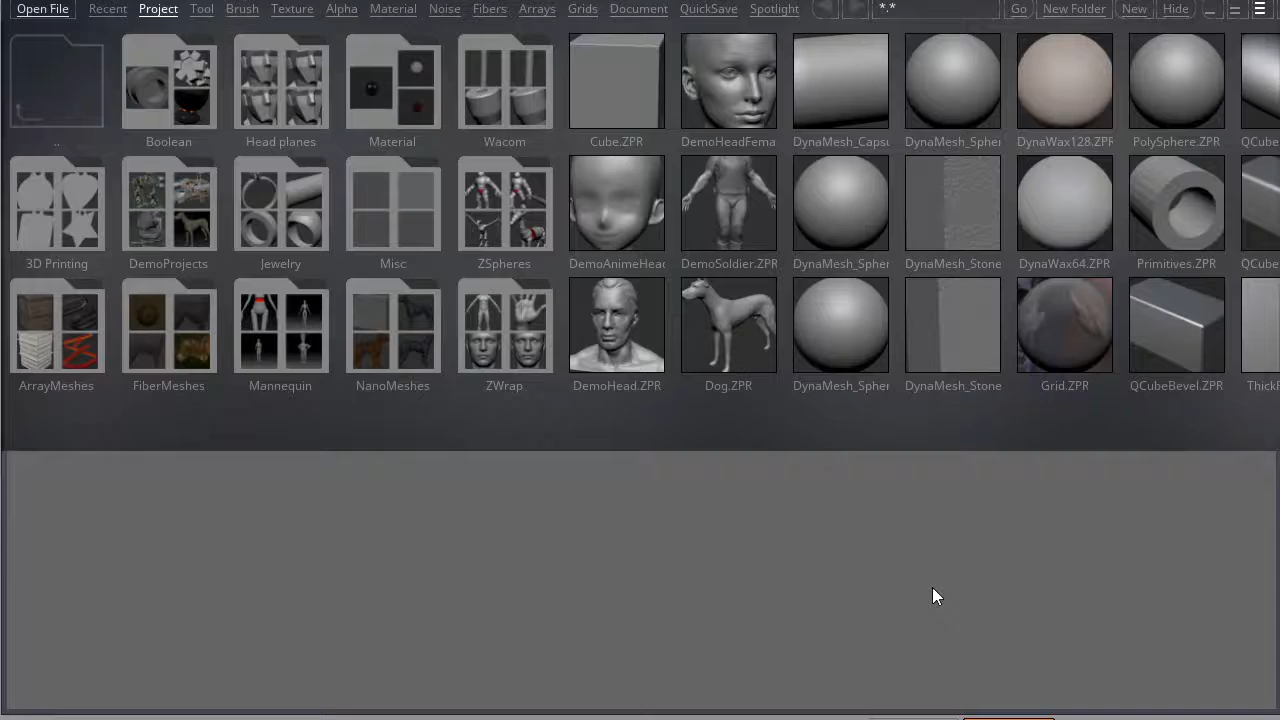 Open File Recent Project Tool Brush Texture Alpha Material Noise Fibers Arrays Grids Document QuickSave Spotlight *.* Go New Folder New Hide
.. Boolean Head planes Material Wacom Cube.ZPR DemoHeadFema DynaMesh_Capsu DynaMesh_Spher DynaWax128.ZPR PolySphere.ZPR QCube
3D Printing DemoProjects Jewelry Misc ZSpheres DemoAnimeHead DemoSoldier.ZPR DynaMesh_Spher DynaMesh_Stone DynaWax64.ZPR Primitives.ZPR QCube
ArrayMeshes FiberMeshes Mannequin NanoMeshes ZWrap DemoHead.ZPR Dog.ZPR DynaMesh_Spher DynaMesh_Stone Grid.ZPR QCubeBevel.ZPR Thick